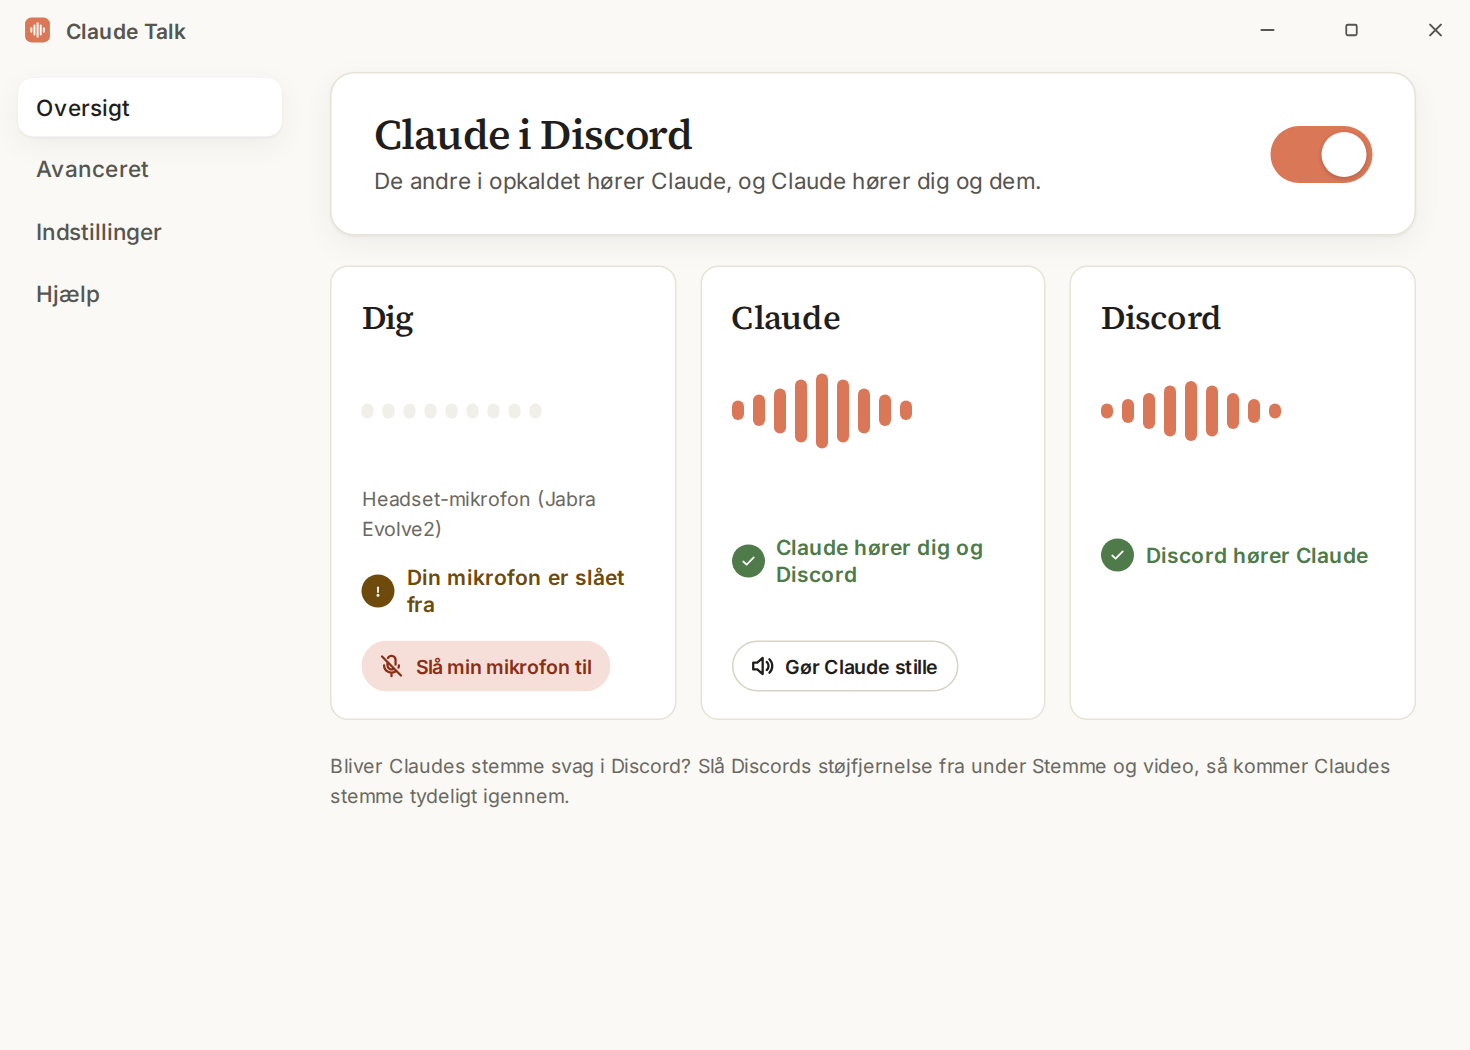 Claude Talk
Oversigt
Avanceret
Indstillinger
Hjælp
Claude i Discord
De andre i opkaldet hører Claude, og Claude hører dig og dem.
Dig
Headset-mikrofon (Jabra
Evolve2)
Din mikrofon er slået
fra
Slå min mikrofon til
Claude
Claude hører dig og
Discord
Gør Claude stille
Discord
Discord hører Claude
Bliver Claudes stemme svag i Discord? Slå Discords støjfjernelse fra under Stemme og video, så kommer Claudes
stemme tydeligt igennem.